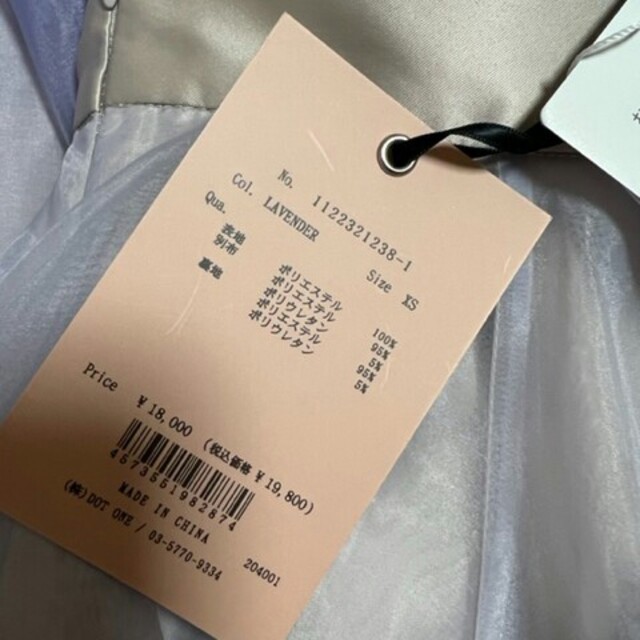 No. 1122321238-1
Col. LAVENDER Size XS
Qua.
表地 ポリエステル 100%
別布 ポリエステル 95%
ポリウレタン 5%
裏地 ポリエステル 95%
ポリウレタン 5%
Price ¥18,000 (税込価格 ¥19,800)
4573551982674
MADE IN CHINA
(株)DOT ONE / 03-5770-9334
204001